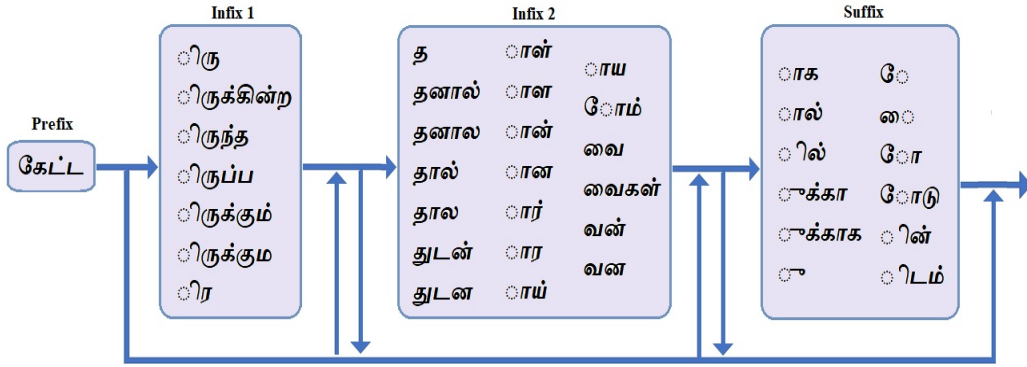 Prefix
கேட்ட
Infix 1
ிரு
ிருக்கின்ற
ிருந்த
ிருப்ப
ிருக்கும்
ிருக்கும
ிர
Infix 2
த
தனால்
தனால
தால்
தால
துடன்
துடன
ாள்
ாள
ான்
ான
ார்
ார
ாய்
ாய
ோம்
வை
வைகள்
வன்
வன
Suffix
ாக
ால்
ில்
ுக்கா
ுக்காக
ு
ே
ை
ோ
ோடு
ின்
ிடம்